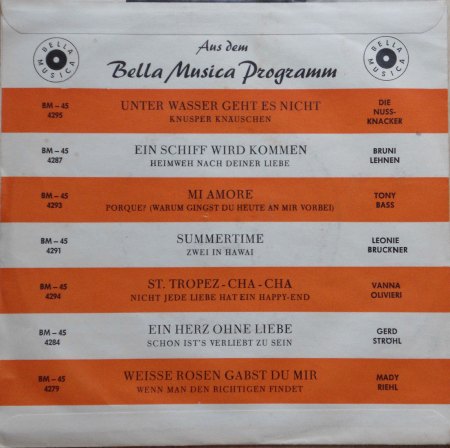 BELLA MUSICA
Aus dem
Bella Musica Programm
BELLA MUSICA
BM – 45
4295
UNTER WASSER GEHT ES NICHT
KNUSPER KNÄUSCHEN
DIE
NUSS-
KNACKER
BM – 45
4287
EIN SCHIFF WIRD KOMMEN
HEIMWEH NACH DEINER LIEBE
BRUNI
LEHNEN
BM – 45
4293
MI AMORE
PORQUE? (WARUM GINGST DU HEUTE AN MIR VORBEI)
TONY
BASS
BM – 45
4291
SUMMERTIME
ZWEI IN HAWAI
LEONIE
BRUCKNER
BM – 45
4294
ST. TROPEZ - CHA - CHA
NICHT JEDE LIEBE HAT EIN HAPPY-END
VANNA
OLIVIERI
BM – 45
4284
EIN HERZ OHNE LIEBE
SCHÖN IST'S VERLIEBT ZU SEIN
GERD
STRÖHL
BM – 45
4279
WEISSE ROSEN GABST DU MIR
WENN MAN DEN RICHTIGEN FINDET
MADY
RIEHL